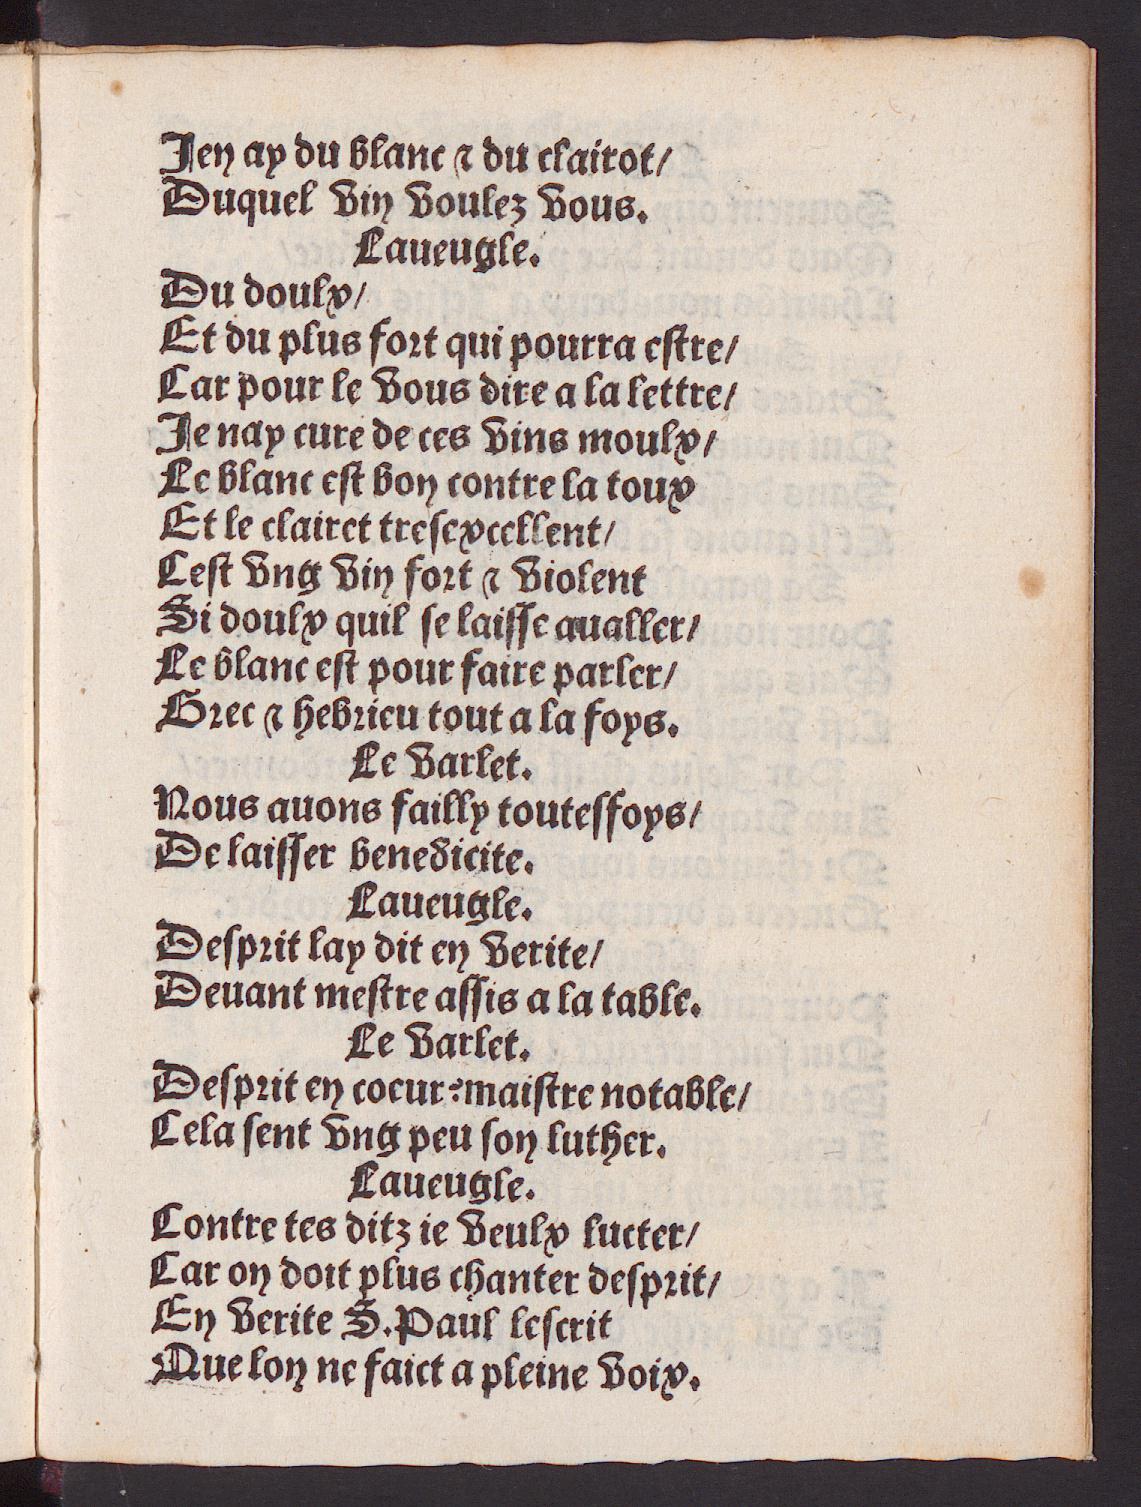 Jen ay du blanc ⁊ du clairot/
Duquel vin voulez vous.
Laueugle.
Du doulx/
Et du plus fort qui pourra estre/
Car pour le vous dire a la lettre/
Je nay cure de ces vins moulx/
Le blanc est bon contre la toux
Et le clairet tresexcellent/
Cest vng vin fort ⁊ violent
Si doulx quil se laisse aualler/
Le blanc est pour faire parler/
Grec ⁊ hebrieu tout a la foys.
Le varlet.
Nous auons failly toutesfoys/
De laisser benedicite.
Laueugle.
Desprit lay dit en verite/
Deuant mestre assis a la table.
Le varlet.
Desprit en coeur: maistre notable/
Cela sent vng peu son luther.
Laueugle.
Contre tes ditz ie veulx lucter/
Car on doit plus chanter desprit/
En verite S. Paul lescrit
Que lon ne faict a pleine voix.